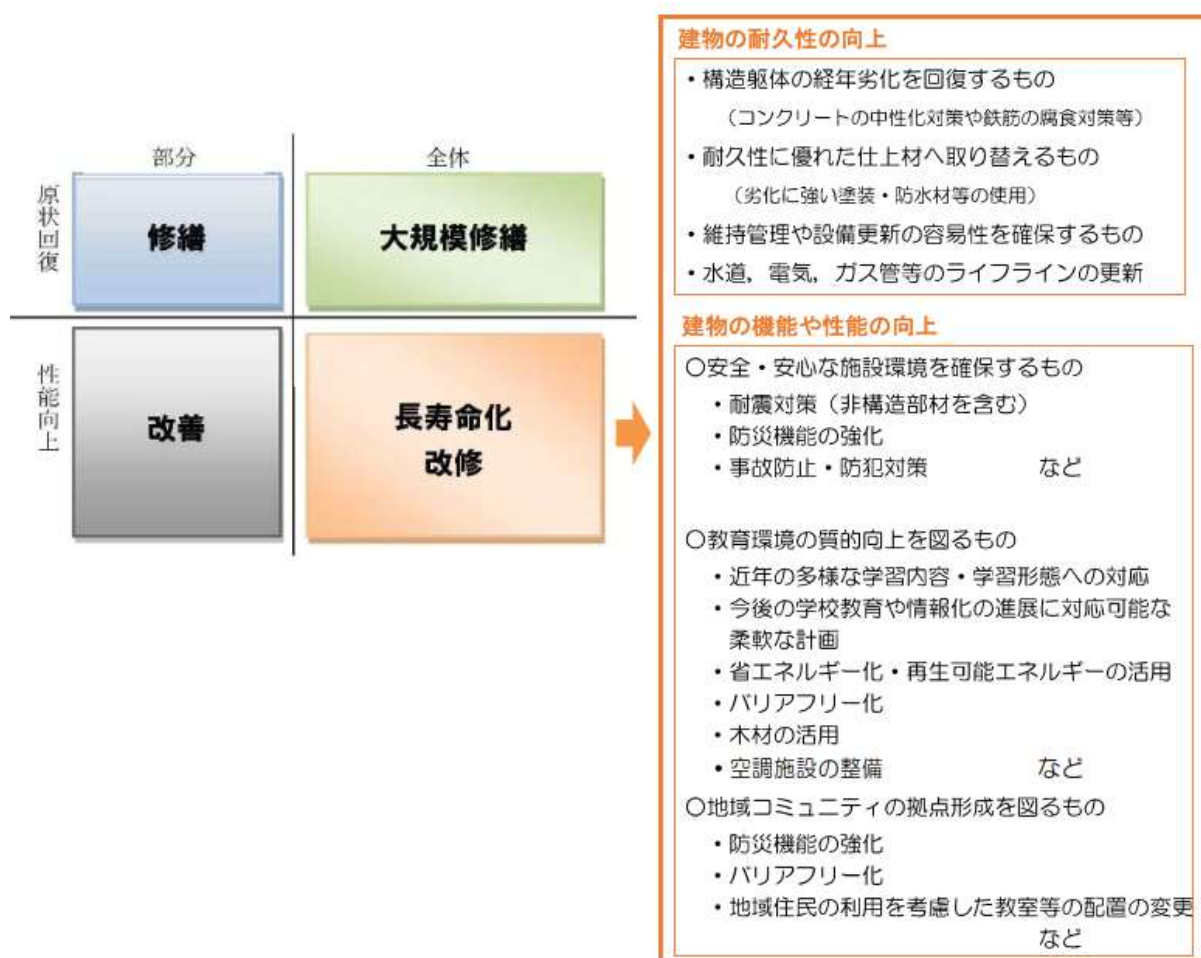 部分
全体
原状回復
修繕
大規模修繕
性能向上
改善
長寿命化
改修
建物の耐久性の向上
・構造躯体の経年劣化を回復するもの
（コンクリートの中性化対策や鉄筋の腐食対策等）
・耐久性に優れた仕上材へ取り替えるもの
（劣化に強い塗装・防水材等の使用）
・維持管理や設備更新の容易性を確保するもの
・水道，電気，ガス管等のライフラインの更新
建物の機能や性能の向上
〇安全・安心な施設環境を確保するもの
・耐震対策（非構造部材を含む）
・防災機能の強化
・事故防止・防犯対策 など
〇教育環境の質的向上を図るもの
・近年の多様な学習内容・学習形態への対応
・今後の学校教育や情報化の進展に対応可能な
柔軟な計画
・省エネルギー化・再生可能エネルギーの活用
・バリアフリー化
・木材の活用
・空調施設の整備 など
〇地域コミュニティの拠点形成を図るもの
・防災機能の強化
・バリアフリー化
・地域住民の利用を考慮した教室等の配置の変更
など